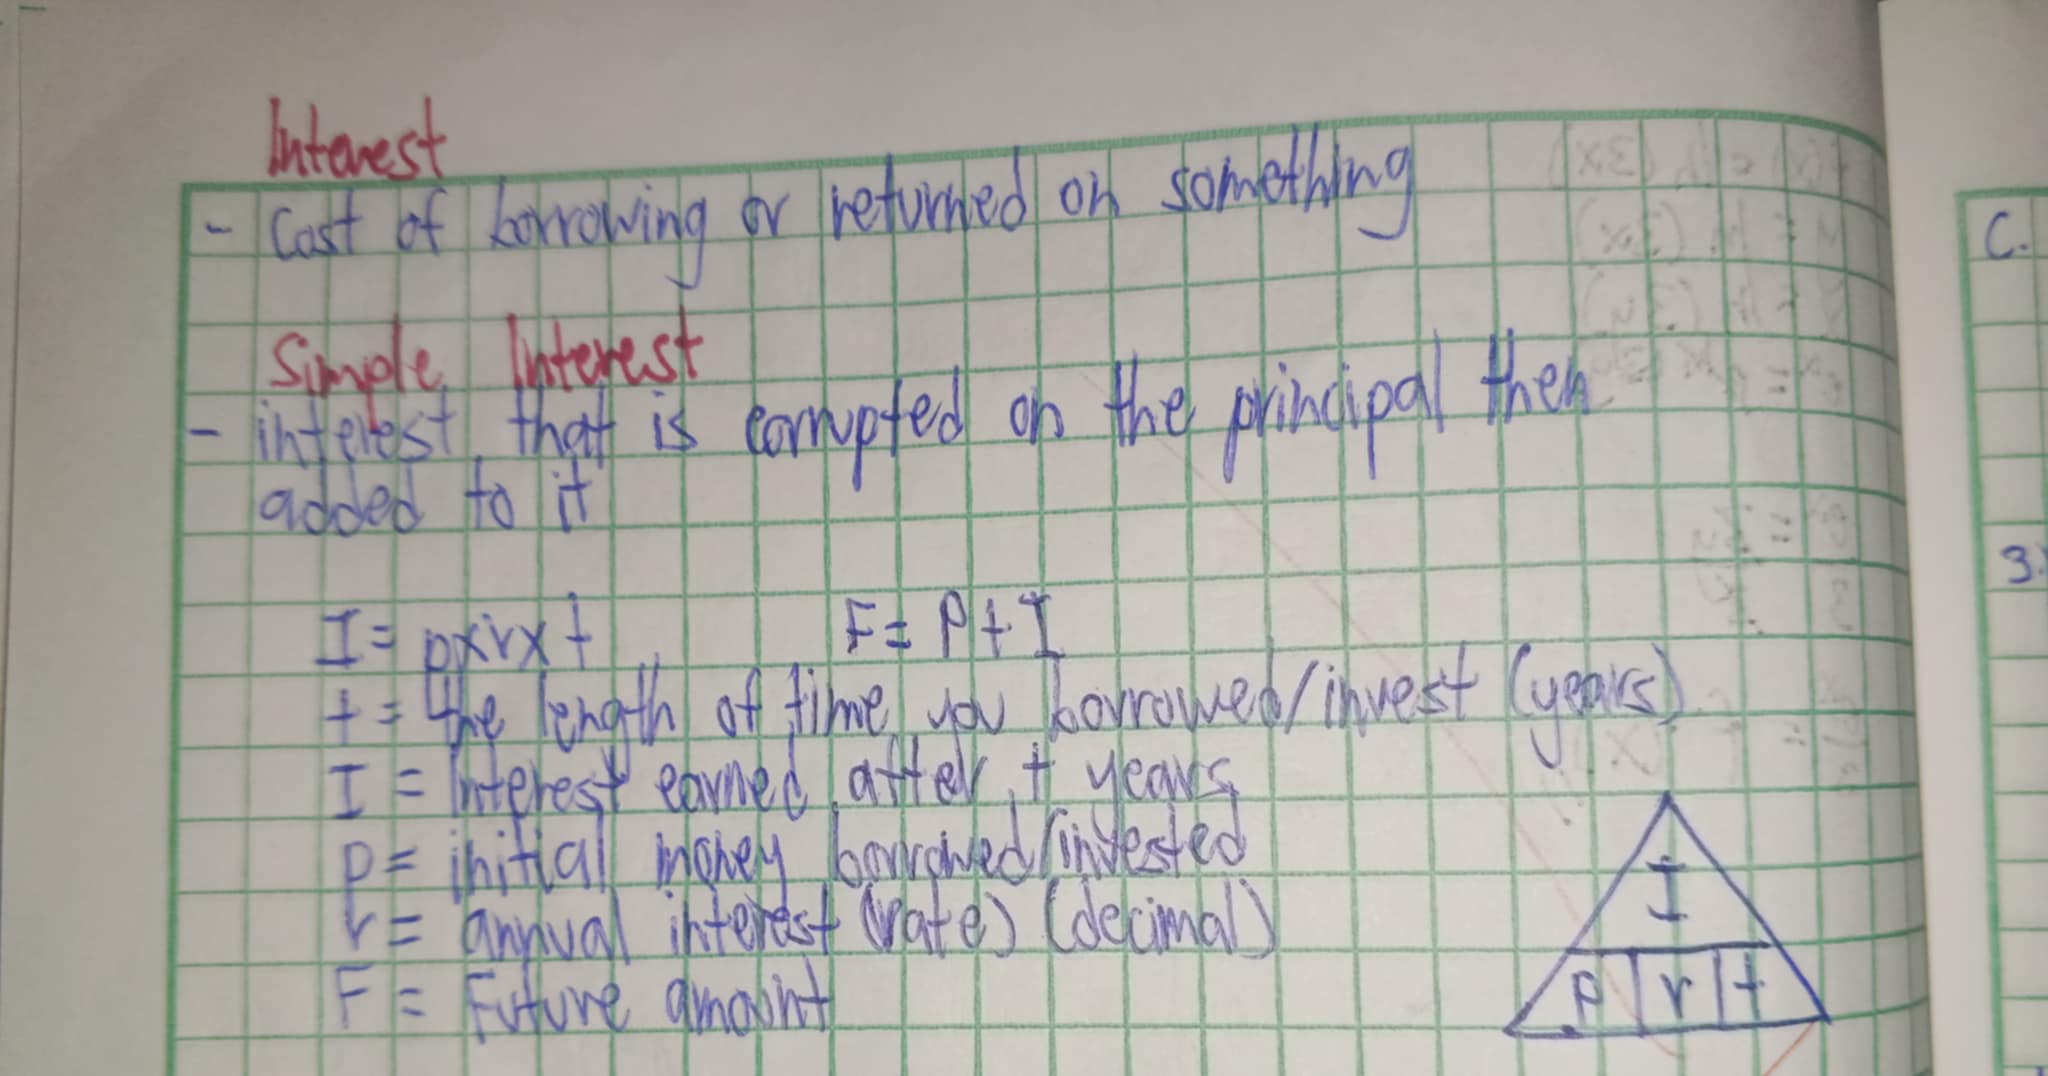 Interest
- Cost of borrowing or returned on something
Simple Interest
- interest that is corrupted on the principal then
added to it
I = pxrxt
F = P + I
t = the length of time you borrowed/invest (years)
I = Interest earned after t years
P = initial money borrowed/invested
r = annual interest (rate) (decimal)
F = Future amount
I
P r t
C.
3.